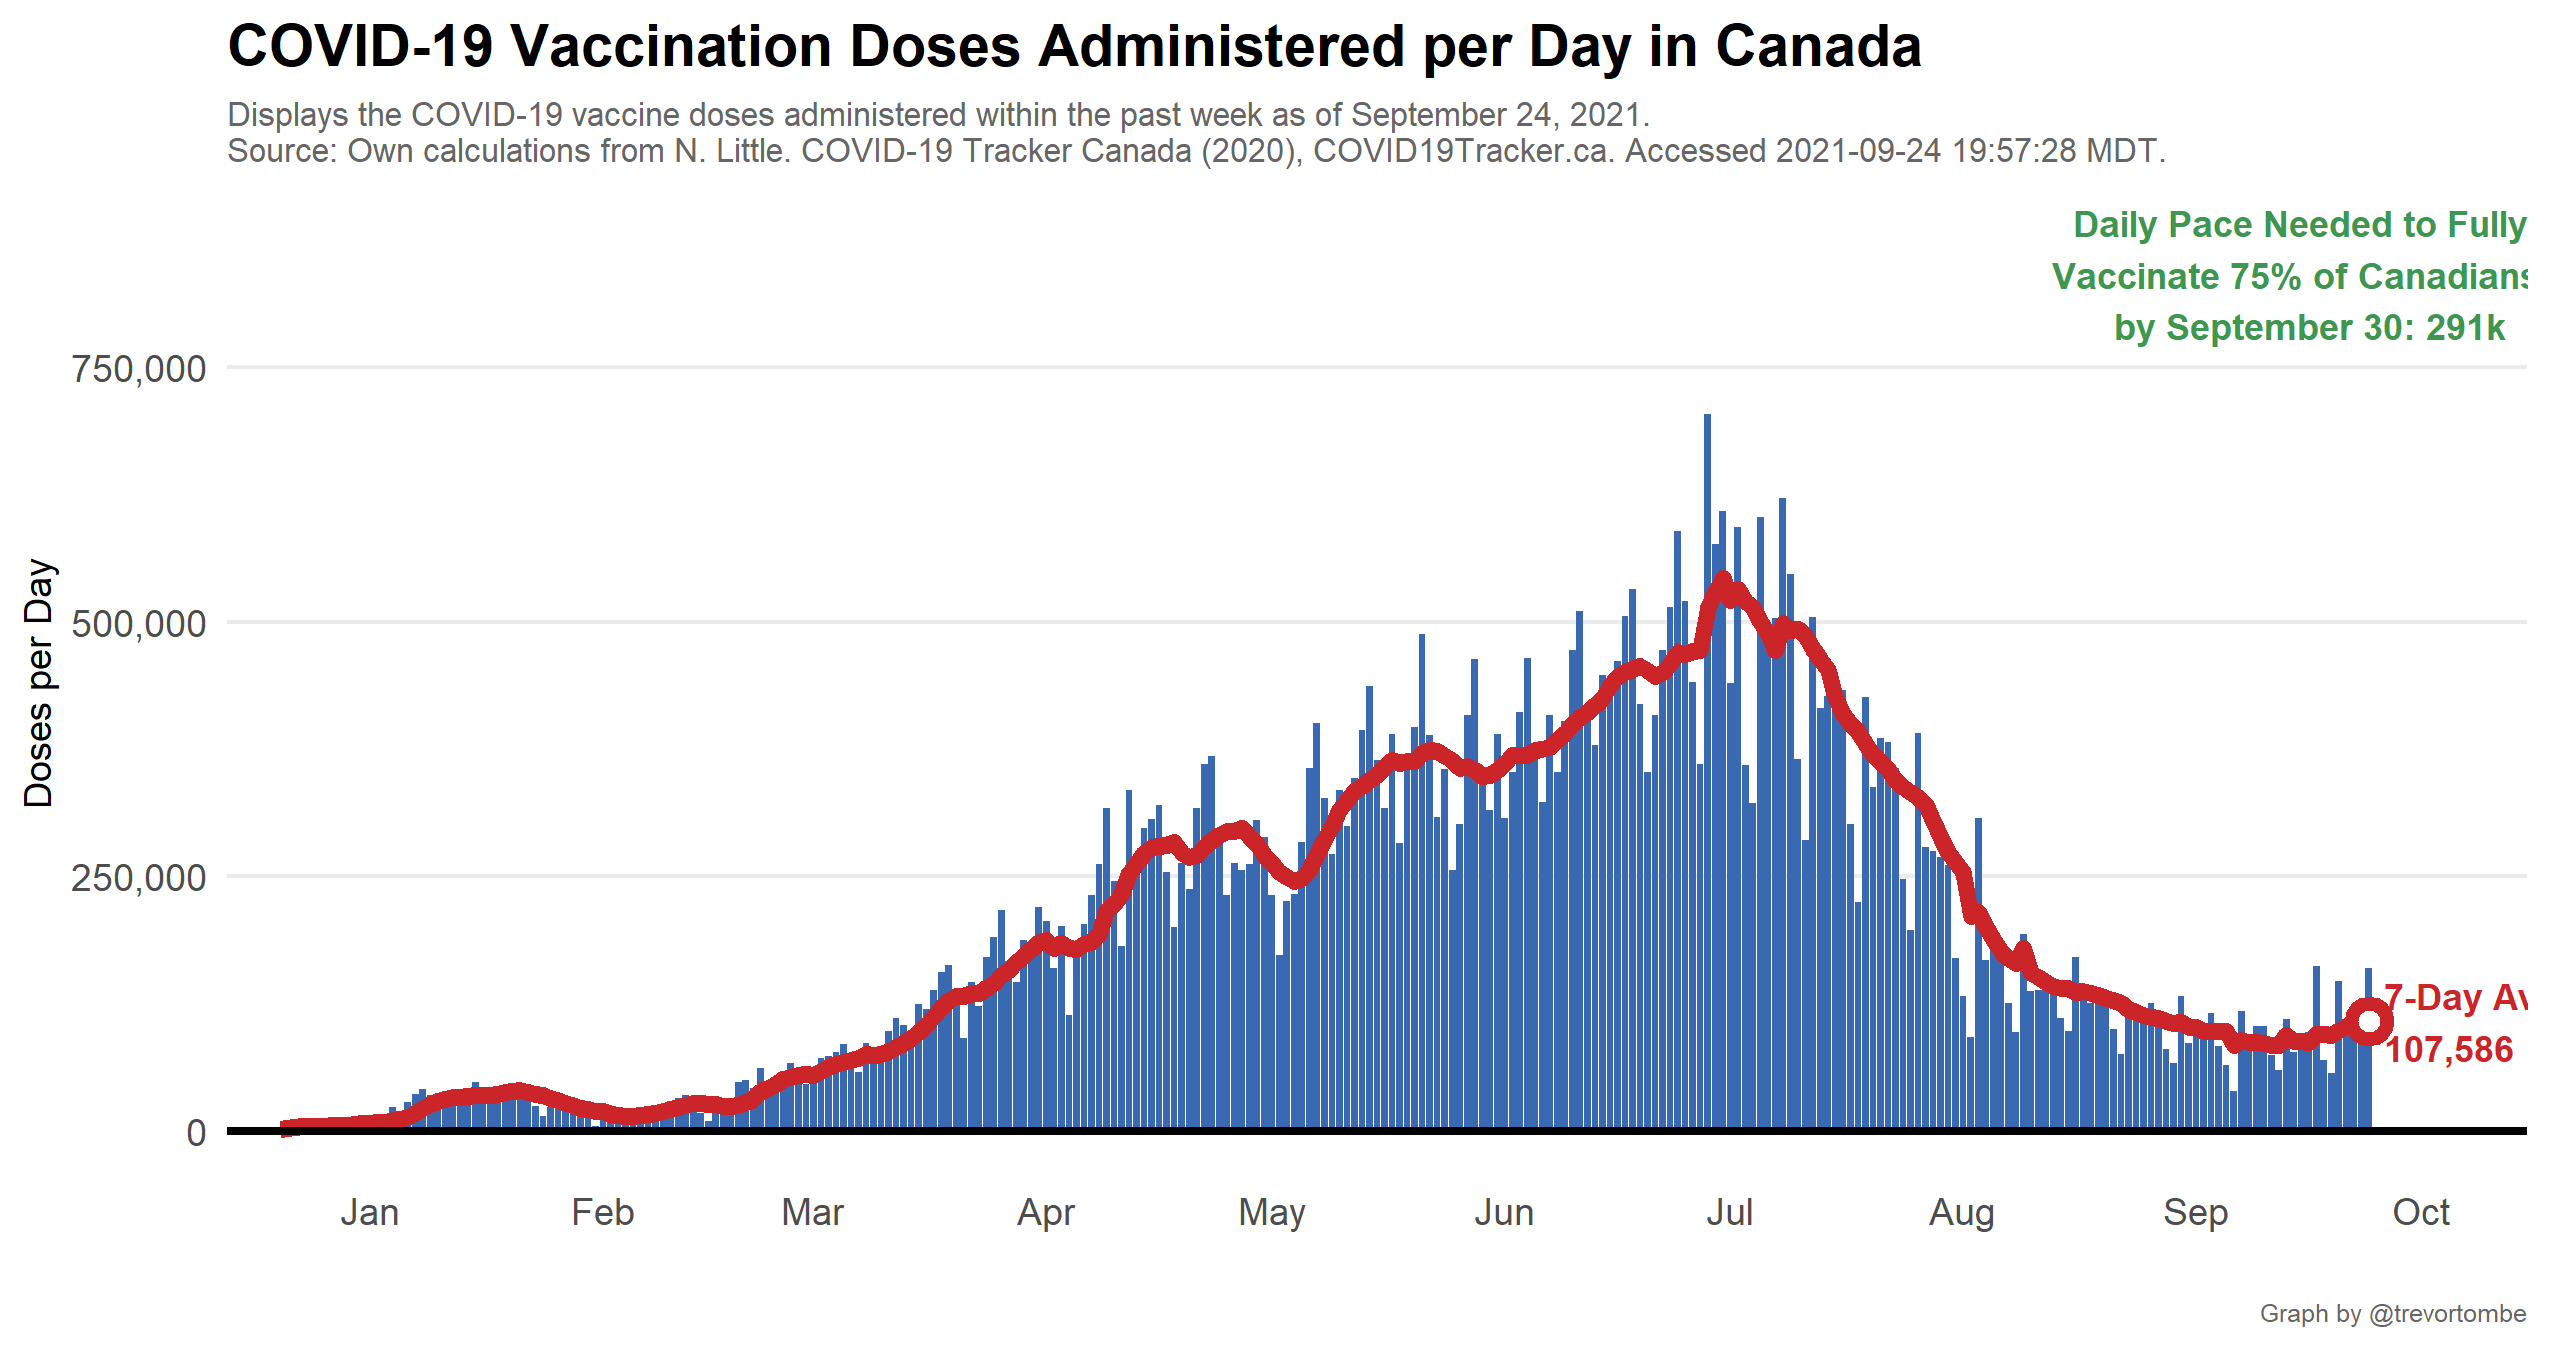 COVID-19 Vaccination Doses Administered per Day in Canada
Displays the COVID-19 vaccine doses administered within the past week as of September 24, 2021.
Source: Own calculations from N. Little. COVID-19 Tracker Canada (2020), COVID19Tracker.ca. Accessed 2021-09-24 19:57:28 MDT.
Daily Pace Needed to Fully
Vaccinate 75% of Canadians
by September 30: 291k
750,000
500,000
250,000
0
Doses per Day
7-Day Av
107,586
Jan
Feb
Mar
Apr
May
Jun
Jul
Aug
Sep
Oct
Graph by @trevortombe